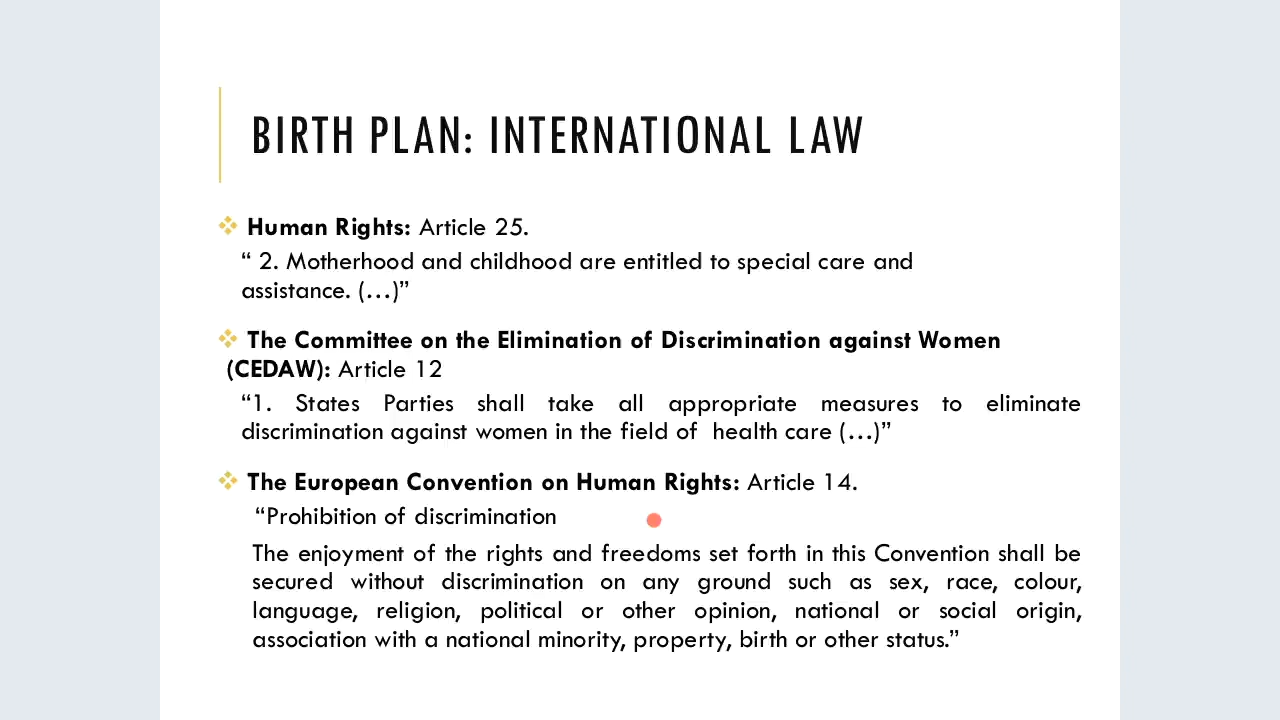 BIRTH PLAN: INTERNATIONAL LAW
Human Rights: Article 25.
“ 2. Motherhood and childhood are entitled to special care and
assistance. (…)”
The Committee on the Elimination of Discrimination against Women
(CEDAW): Article 12
“1. States Parties shall take all appropriate measures to eliminate
discrimination against women in the field of health care (…)”
The European Convention on Human Rights: Article 14.
“Prohibition of discrimination
The enjoyment of the rights and freedoms set forth in this Convention shall be
secured without discrimination on any ground such as sex, race, colour,
language, religion, political or other opinion, national or social origin,
association with a national minority, property, birth or other status.”